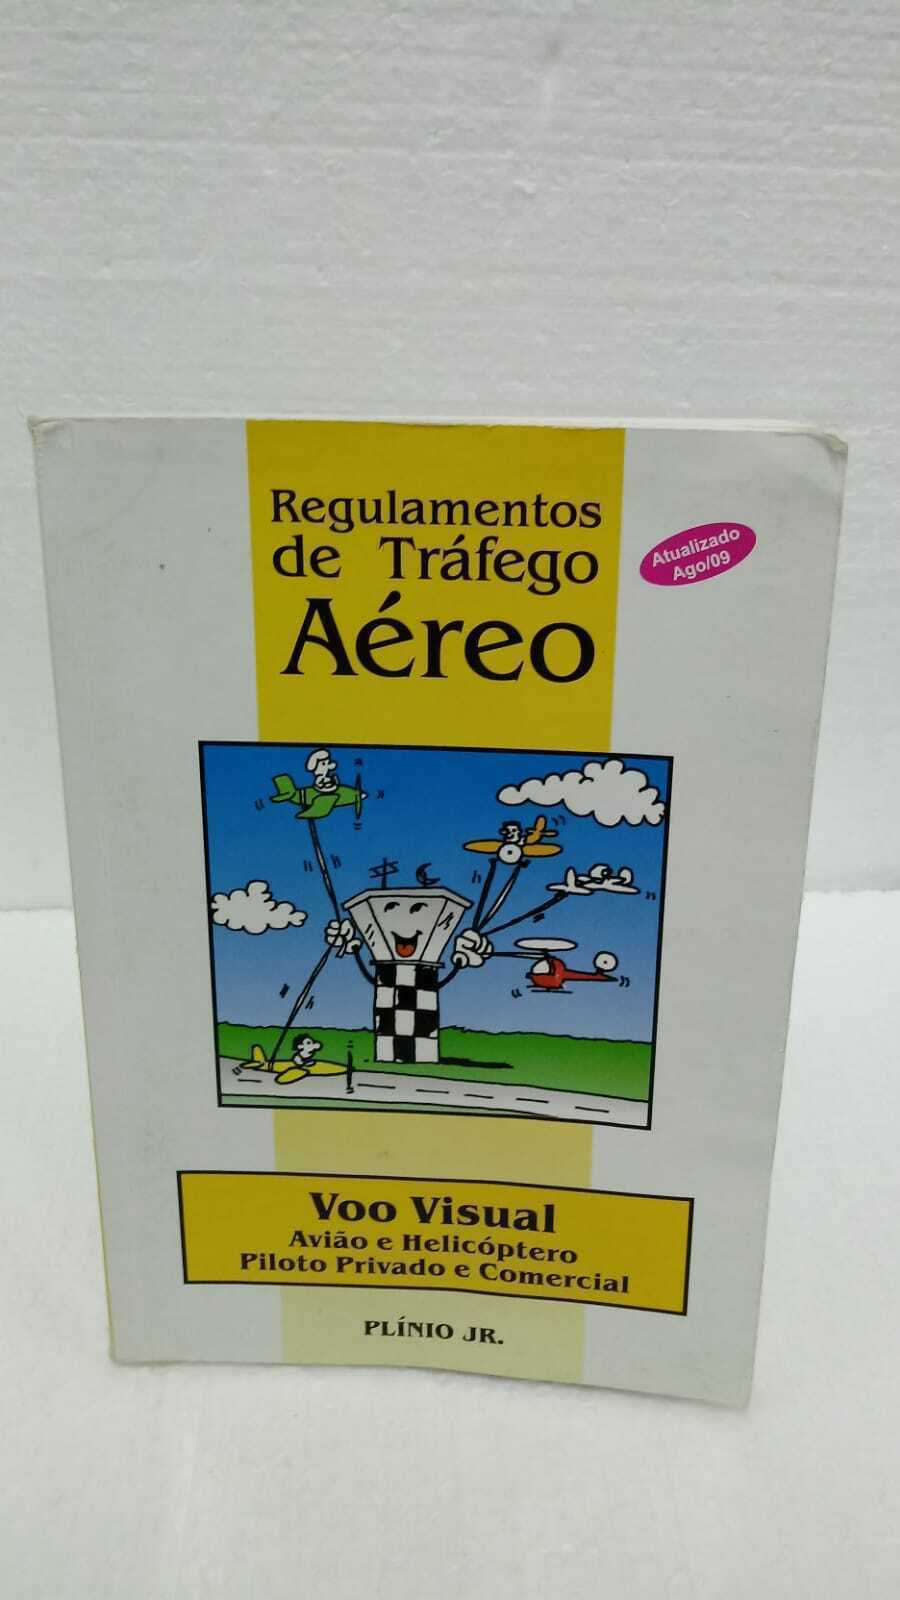 Regulamentos
de Tráfego
Aéreo
Atualizado
Ago/09
Voo Visual
Avião e Helicóptero
Piloto Privado e Comercial
PLÍNIO JR.